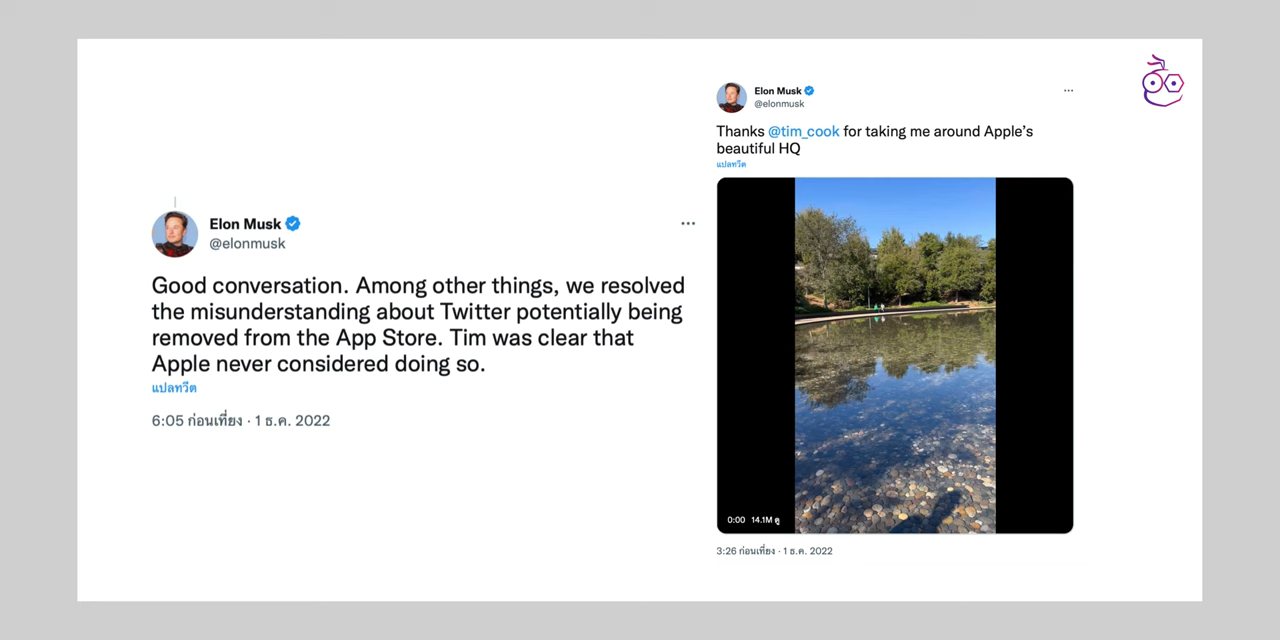 Elon Musk
@elonmusk
Good conversation. Among other things, we resolved
the misunderstanding about Twitter potentially being
removed from the App Store. Tim was clear that
Apple never considered doing so.
แปลทวีต
6:05 ก่อนเที่ยง · 1 ธ.ค. 2022
Elon Musk
@elonmusk
Thanks @tim_cook for taking me around Apple’s
beautiful HQ
แปลทวีต
0:00 14.1M ดู
3:26 ก่อนเที่ยง · 1 ธ.ค. 2022